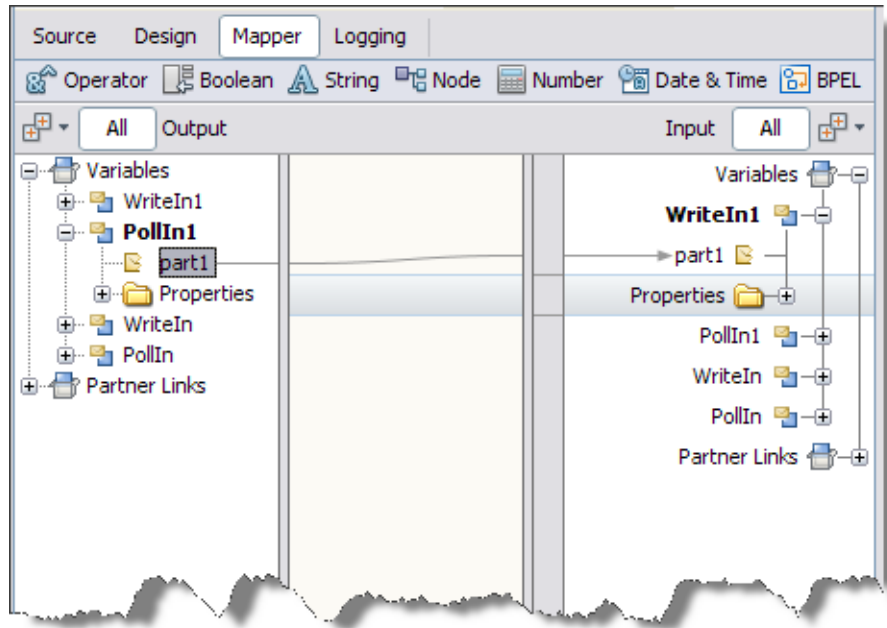 Source Design Mapper Logging
Operator Boolean String Node Number Date & Time BPEL
All Output Input All
Variables Variables
WriteIn1 WriteIn1
PollIn1
part1 part1
Properties Properties
WriteIn PollIn1
PollIn WriteIn
Partner Links PollIn
Partner Links